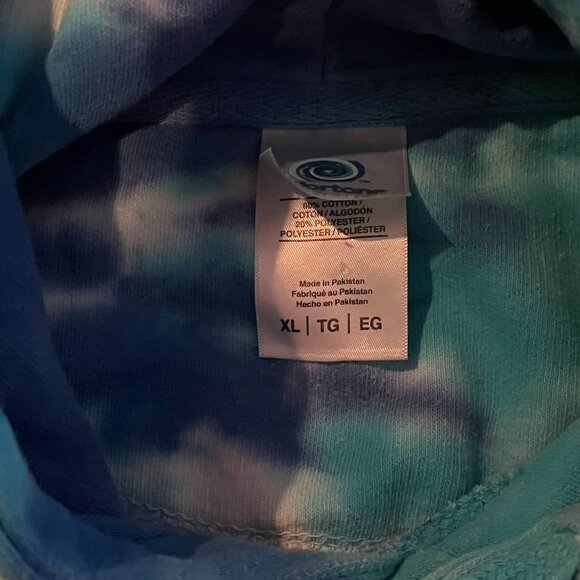 ™
80% COTTON/
COTON/ALGODÓN
20% POLYESTER/
POLYESTER/POLIÉSTER
Made in Pakistan
Fabriqué au Pakistan
Hecho en Pakistan
XL | TG | EG